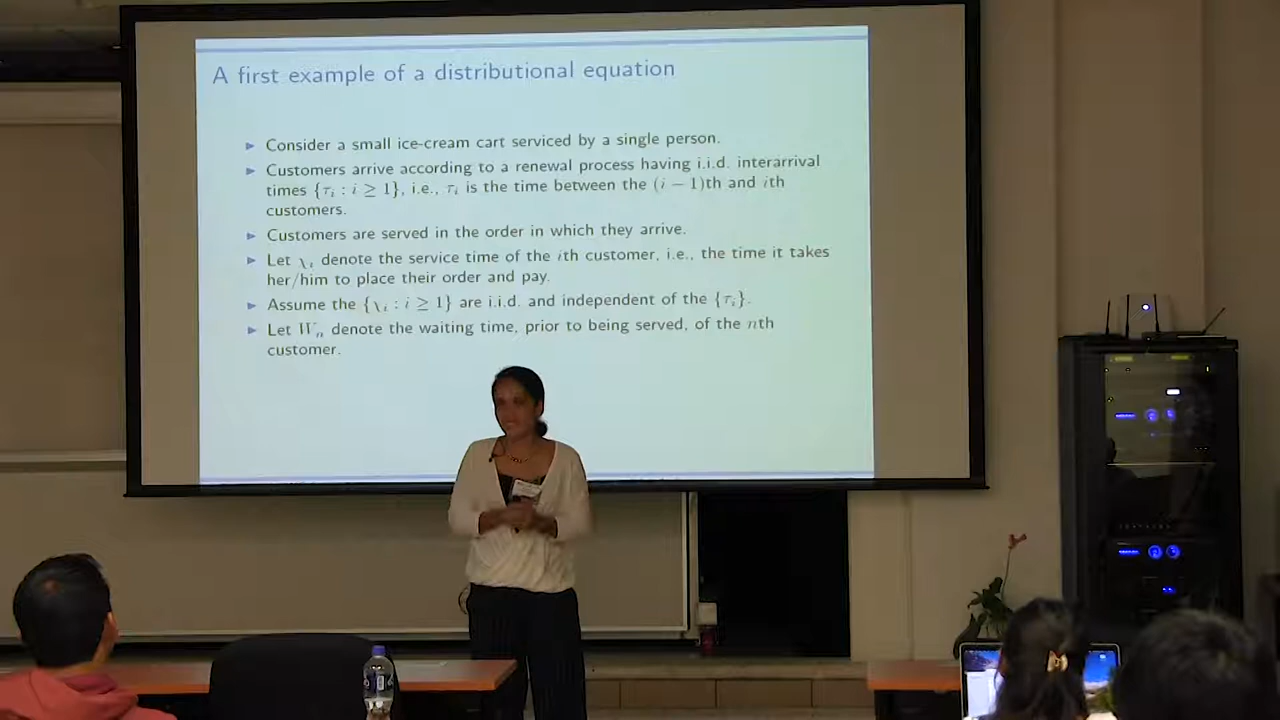 A first example of a distributional equation
▶ Consider a small ice-cream cart serviced by a single person.
▶ Customers arrive according to a renewal process having i.i.d. interarrival
times {τᵢ : i ≥ 1}, i.e., τᵢ is the time between the (i − 1)th and ith
customers.
▶ Customers are served in the order in which they arrive.
▶ Let denote the service time of the ith customer, i.e., the time it takes
her/him to place their order and pay.
▶ Assume the { : i ≥ 1} are i.i.d. and independent of the {τᵢ}.
▶ Let Wₙ denote the waiting time, prior to being served, of the nth
customer.